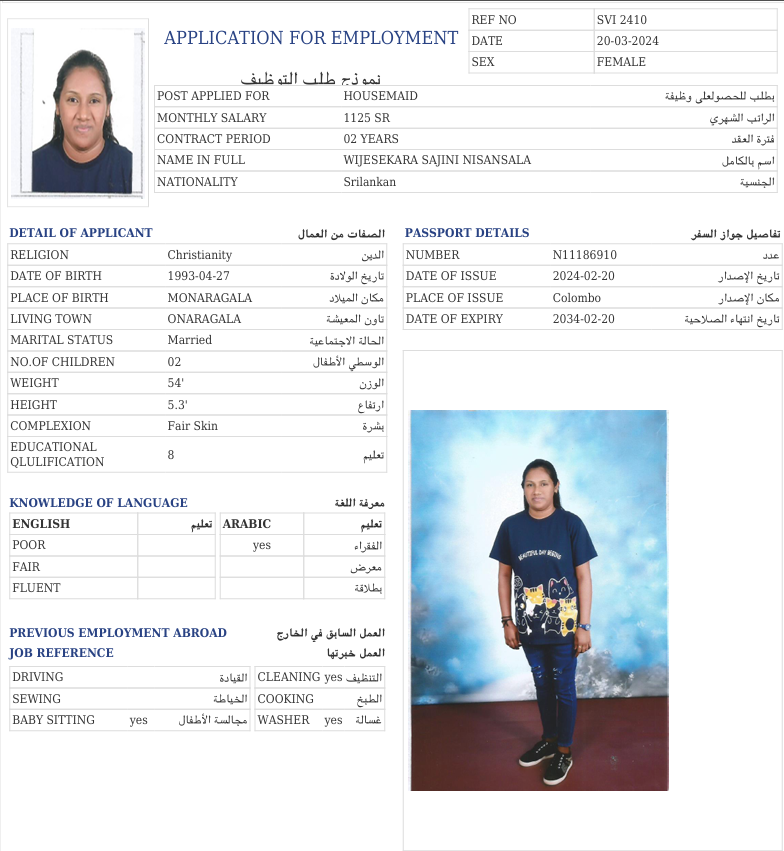 APPLICATION FOR EMPLOYMENT
نموذج طلب التوظيف
REF NO SVI 2410
DATE 20-03-2024
SEX FEMALE
POST APPLIED FOR HOUSEMAID بطلب للحصولعلى وظيفة
MONTHLY SALARY 1125 SR الراتب الشهري
CONTRACT PERIOD 02 YEARS فترة العقد
NAME IN FULL WIJESEKARA SAJINI NISANSALA اسم بالكامل
NATIONALITY Srilankan الجنسية
DETAIL OF APPLICANT الصفات من العمال
RELIGION Christianity الدين
DATE OF BIRTH 1993-04-27 تاريخ الولادة
PLACE OF BIRTH MONARAGALA مكان الميلاد
LIVING TOWN ONARAGALA تاون المعيشة
MARITAL STATUS Married الحالة الاجتماعية
NO.OF CHILDREN 02 الوسطي الأطفال
WEIGHT 54' الوزن
HEIGHT 5.3' ارتفاع
COMPLEXION Fair Skin بشرة
EDUCATIONAL
QLULIFICATION 8 تعليم
PASSPORT DETAILS تفاصيل جواز السفر
NUMBER N11186910 عدد
DATE OF ISSUE 2024-02-20 تاريخ الإصدار
PLACE OF ISSUE Colombo مكان الإصدار
DATE OF EXPIRY 2034-02-20 تاريخ انتهاء الصلاحية
KNOWLEDGE OF LANGUAGE معرفة اللغة
ENGLISH تعليم ARABIC تعليم
POOR yes الفقراء
FAIR معرض
FLUENT بطلاقة
PREVIOUS EMPLOYMENT ABROAD العمل السابق في الخارج
JOB REFERENCE العمل خبرتها
DRIVING القيادة CLEANING yes التنظيف
SEWING الخياطة COOKING الطبخ
BABY SITTING yes مجالسة الأطفال WASHER yes غسالة
BEAUTIFUL DAY BEGINS